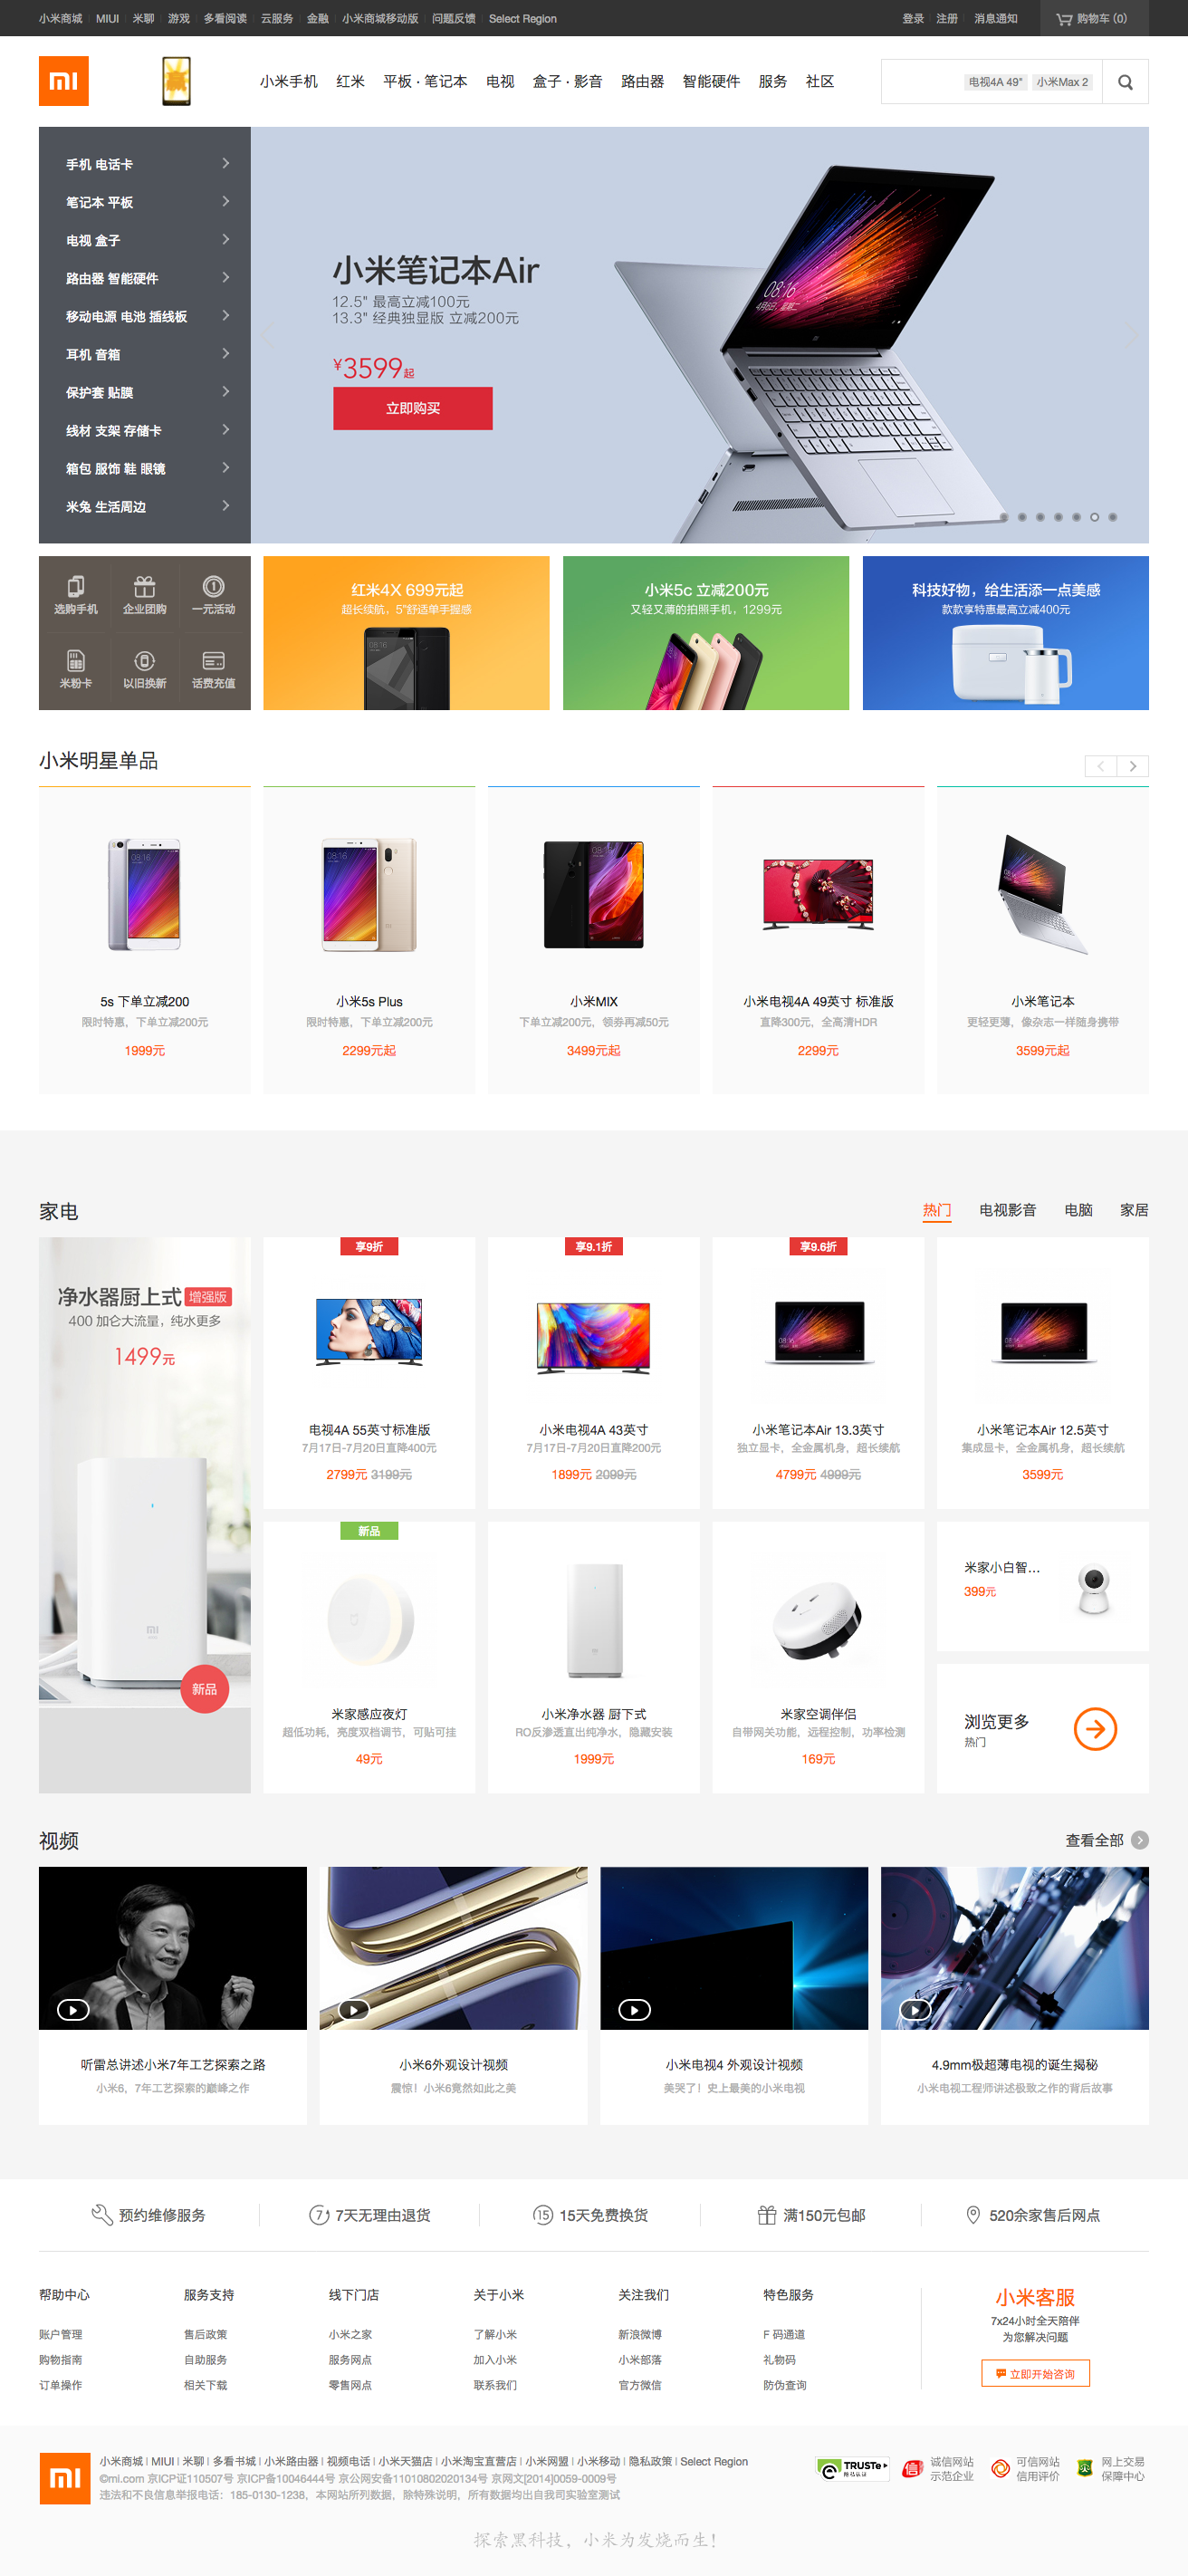 小米商城 MIUI 米聊 游戏 多看阅读 云服务 金融 小米商城移动版 问题反馈 Select Region 登录 注册 消息通知 购物车 (0)
mi 小米手机 红米 平板 · 笔记本 电视 盒子 · 影音 路由器 智能硬件 服务 社区 电视4A 49" 小米Max 2
手机 电话卡
笔记本 平板
电视 盒子
路由器 智能硬件
移动电源 电池 插线板
耳机 音箱
保护套 贴膜
线材 支架 存储卡
箱包 服饰 鞋 眼镜
米兔 生活周边
小米笔记本Air
12.5" 最高立减100元
13.3" 经典独显版 立减200元
¥3599起
立即购买
08:16
选购手机 企业团购 一元活动
米粉卡 以旧换新 话费充值
红米4X 699元起
超长续航，5"舒适单手握感
小米5c 立减200元
又轻又薄的拍照手机，1299元
科技好物，给生活添一点美感
款款享特惠最高立减400元
小米明星单品
5s 下单立减200
限时特惠，下单立减200元
1999元
小米5s Plus
限时特惠，下单立减200元
2299元起
小米MIX
下单立减200元，领券再减50元
3499元起
小米电视4A 49英寸 标准版
直降300元，全高清HDR
2299元
小米笔记本
更轻更薄，像杂志一样随身携带
3599元起
家电
热门 电视影音 电脑 家居
净水器厨上式 增强版
400 加仑大流量，纯水更多
1499元
mi
新品
享9折
电视4A 55英寸标准版
7月17日-7月20日直降400元
2799元 3199元
享9.1折
小米电视4A 43英寸
7月17日-7月20日直降200元
1899元 2099元
享9.6折
小米笔记本Air 13.3英寸
独立显卡，全金属机身，超长续航
4799元 4999元
小米笔记本Air 12.5英寸
集成显卡，全金属机身，超长续航
3599元
新品
米家感应夜灯
超低功耗，亮度双档调节，可贴可挂
49元
小米净水器 厨下式
RO反渗透直出纯净水，隐藏安装
1999元
米家空调伴侣
自带网关功能，远程控制，功率检测
169元
米家小白智...
399元
浏览更多
热门
视频
查看全部
听雷总讲述小米7年工艺探索之路
小米6，7年工艺探索的巅峰之作
小米6外观设计视频
震惊！小米6竟然如此之美
小米电视4 外观设计视频
美哭了！史上最美的小米电视
4.9mm极超薄电视的诞生揭秘
小米电视工程师讲述极致之作的背后故事
预约维修服务 7 7天无理由退货 15 15天免费换货 满150元包邮 520余家售后网点
帮助中心 服务支持 线下门店 关于小米 关注我们 特色服务
账户管理 售后政策 小米之家 了解小米 新浪微博 F 码通道
购物指南 自助服务 服务网点 加入小米 小米部落 礼物码
订单操作 相关下载 零售网点 联系我们 官方微信 防伪查询
小米客服
7x24小时全天陪伴
为您解决问题
立即开始咨询
mi
小米商城 | MIUI | 米聊 | 多看书城 | 小米路由器 | 视频电话 | 小米天猫店 | 小米淘宝直营店 | 小米网盟 | 小米移动 | 隐私政策 | Select Region
©mi.com 京ICP证110507号 京ICP备10046444号 京公网安备11010802020134号 京网文[2014]0059-0009号
违法和不良信息举报电话：185-0130-1238，本网站所列数据，除特殊说明，所有数据均出自我司实验室测试
TRUSTe
隐私认证
诚信网站
示范企业
可信网站
信用评价
网上交易
保障中心
探索黑科技，小米为发烧而生！